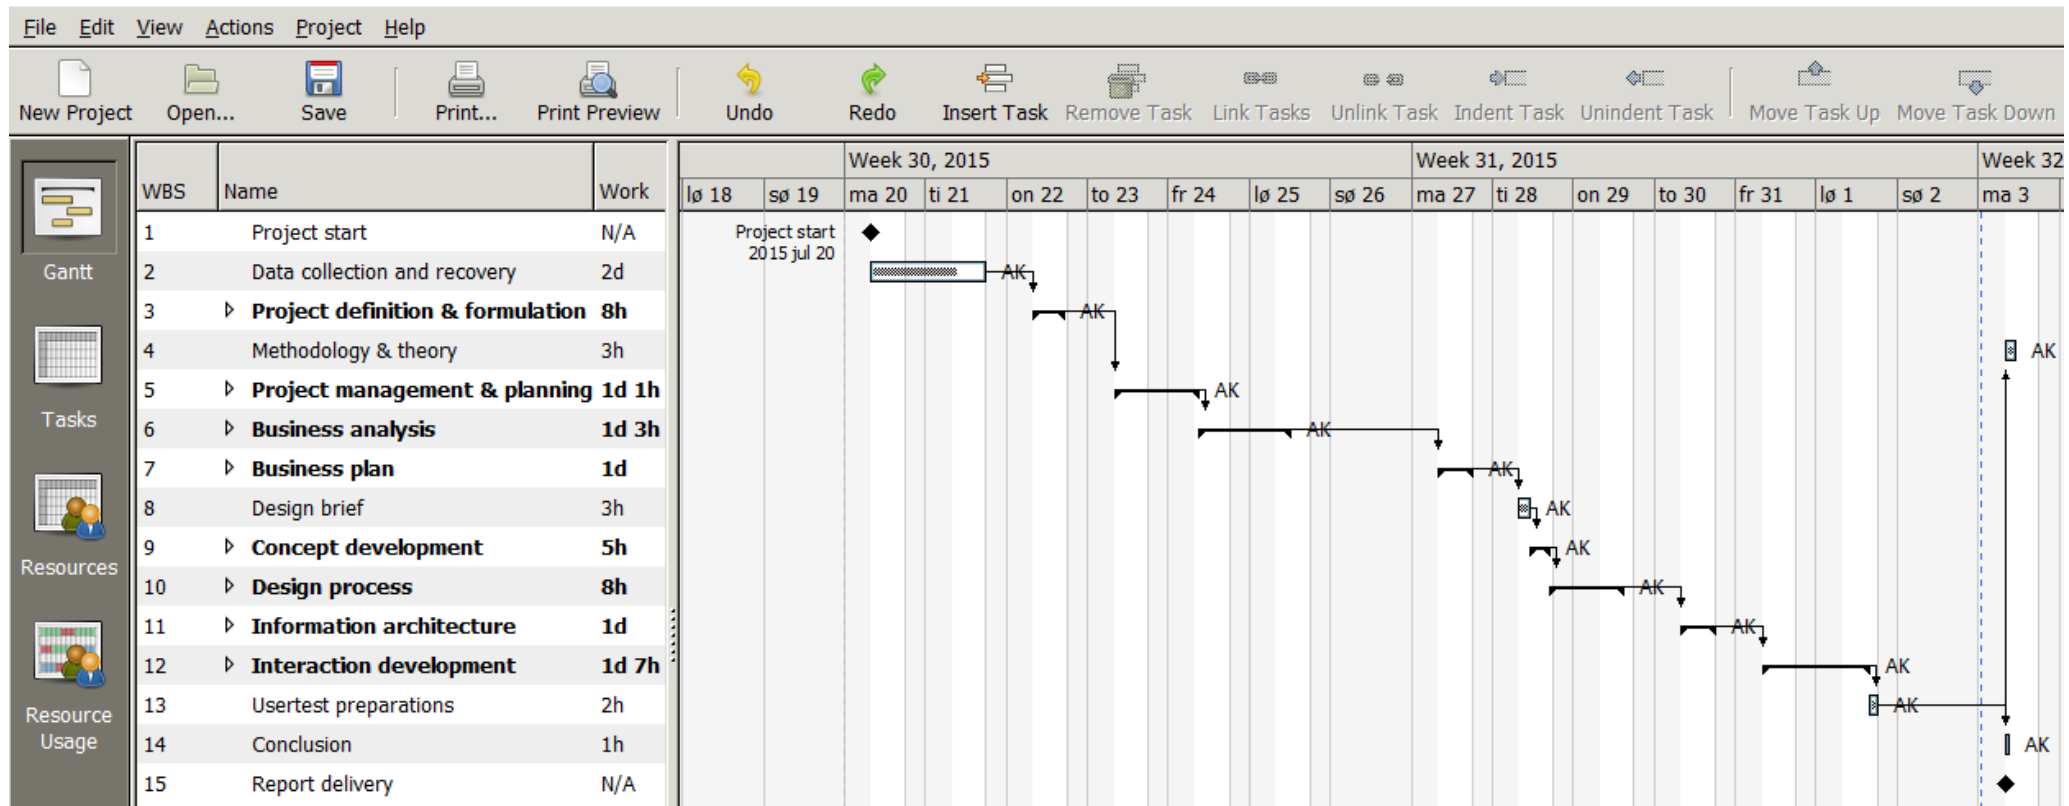 File Edit View Actions Project Help
New Project Open... Save Print... Print Preview Undo Redo Insert Task Remove Task Link Tasks Unlink Task Indent Task Unindent Task Move Task Up Move Task Down
Week 30, 2015 Week 31, 2015 Week 32
WBS Name Work lø 18 sø 19 ma 20 ti 21 on 22 to 23 fr 24 lø 25 sø 26 ma 27 ti 28 on 29 to 30 fr 31 lø 1 sø 2 ma 3
1 Project start N/A Project start
2015 jul 20
Gantt
2 Data collection and recovery 2d AK
3 Project definition & formulation 8h AK
4 Methodology & theory 3h AK
5 Project management & planning 1d 1h AK
Tasks
6 Business analysis 1d 3h AK
7 Business plan 1d AK
8 Design brief 3h AK
9 Concept development 5h AK
Resources
10 Design process 8h AK
11 Information architecture 1d AK
12 Interaction development 1d 7h AK
13 Usertest preparations 2h AK
Resource
Usage
14 Conclusion 1h AK
15 Report delivery N/A